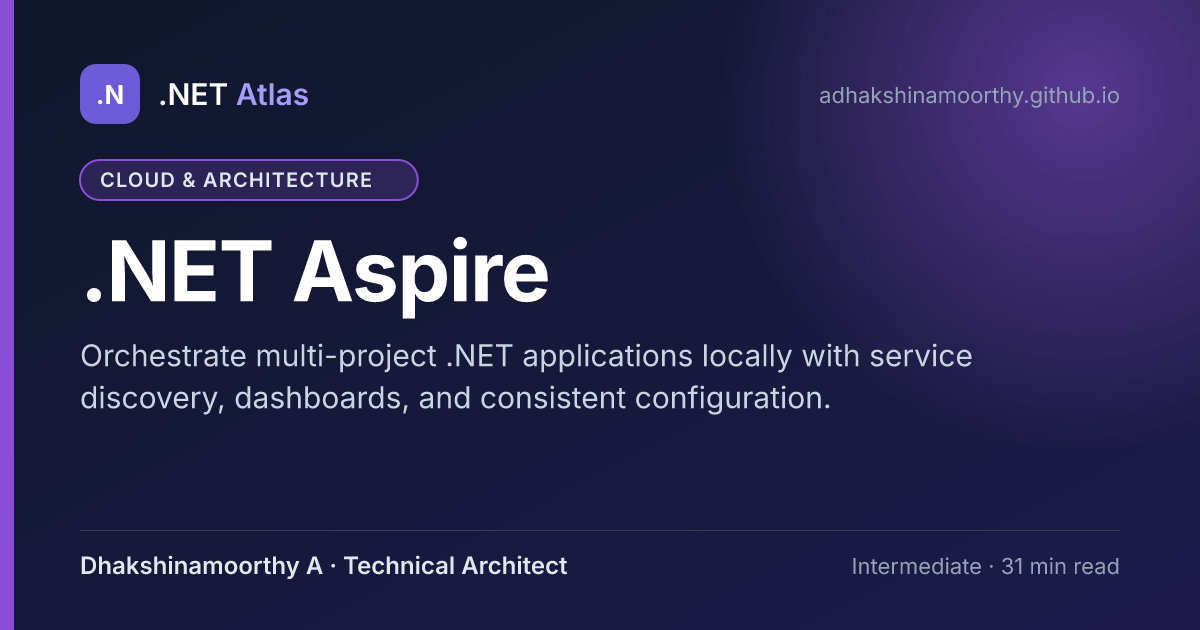 .N
.NET Atlas
adhakshinamoorthy.github.io
CLOUD & ARCHITECTURE
.NET Aspire
Orchestrate multi-project .NET applications locally with service
discovery, dashboards, and consistent configuration.
Dhakshinamoorthy A · Technical Architect
Intermediate · 31 min read